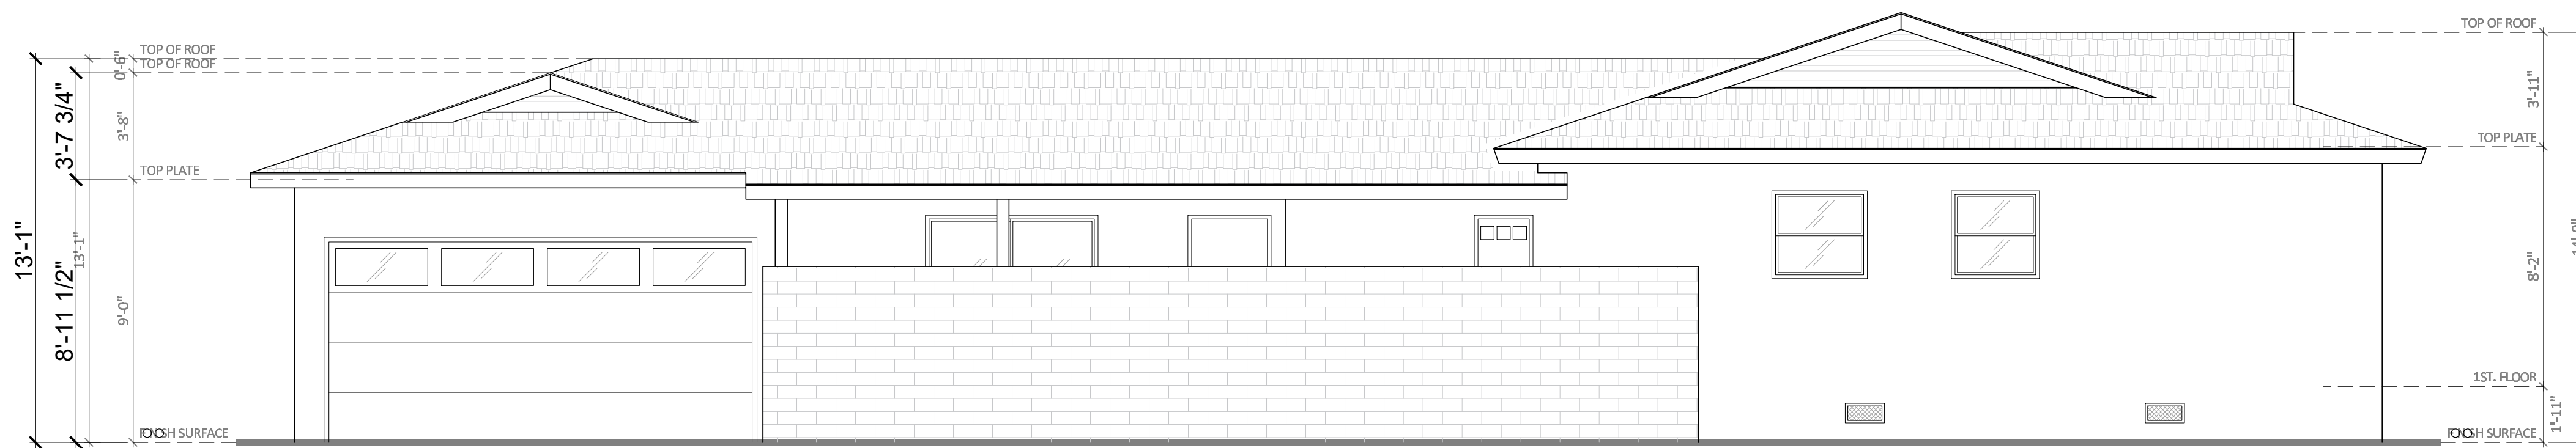 TOP OF ROOF
TOP OF ROOF
TOP PLATE
SURFACE
13'-1"
3'-7 3/4"
8'-11 1/2"
13'-1"
0'-6"
3'-8"
9'-0"
TOP OF ROOF
TOP PLATE
1ST. FLOOR
SURFACE
3'-11"
8'-2"
1'-11"